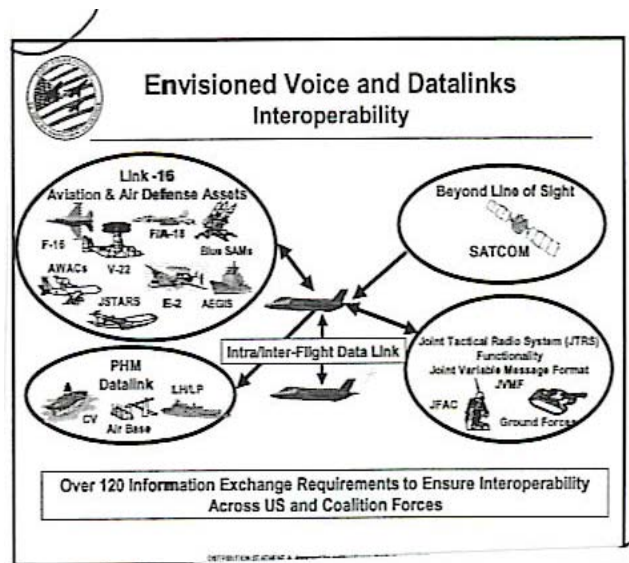 Envisioned Voice and Datalinks
Interoperability
Link -16
Aviation & Air Defense Assets
F-16
V-22
F/A-18
Blue SAMs
AWACs
JSTARS
E-2
AEGIS
Beyond Line of Sight
SATCOM
Intra/Inter-Flight Data Link
PHM
Datalink
CV
Air Base
LH/LP
Joint Tactical Radio System (JTRS)
Functionality
Joint Variable Message Format
JVMF
JFAC
Ground Forces
Over 120 Information Exchange Requirements to Ensure Interoperability
Across US and Coalition Forces
DISTRIBUTION STATEMENT A